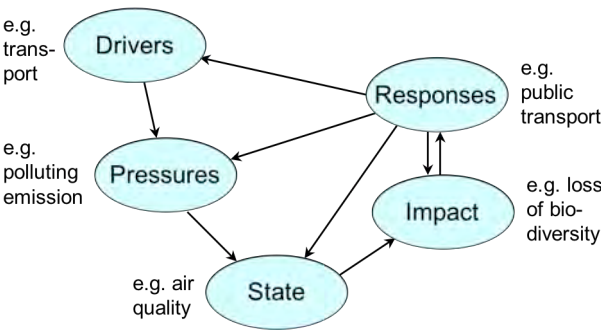 e.g.
trans-
port
Drivers
Responses
e.g.
public
transport
e.g.
polluting
emission
Pressures
Impact
e.g. loss
of bio-
diversity
e.g. air
quality
State